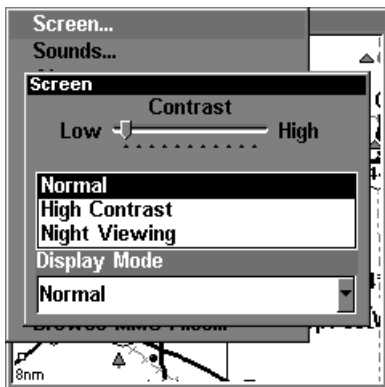 Screen...
Sounds...
Screen
Contrast
Low High
Normal
High Contrast
Night Viewing
Display Mode
Normal
8nm